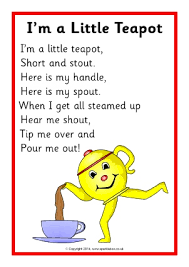 I'm a Little Teapot
I'm a little teapot,
Short and stout.
Here is my handle,
Here is my spout.
When I get all steamed up
Hear me shout,
Tip me over and
Pour me out!
© Copyright 2014, www.sparklebox.co.uk